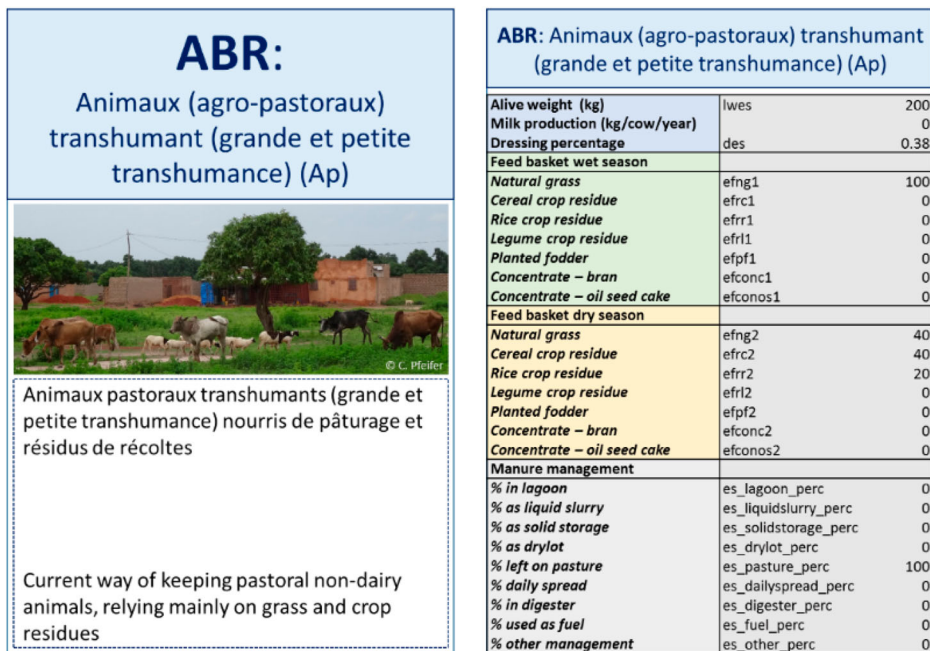 ABR:
Animaux (agro-pastoraux)
transhumant (grande et petite
transhumance) (Ap)
© C. Pfeifer
Animaux pastoraux transhumants (grande et
petite transhumance) nourris de pâturage et
résidus de récoltes
Current way of keeping pastoral non-dairy
animals, relying mainly on grass and crop
residues
ABR: Animaux (agro-pastoraux) transhumant
(grande et petite transhumance) (Ap)
Alive weight (kg) lwes 200
Milk production (kg/cow/year) 0
Dressing percentage des 0.38
Feed basket wet season
Natural grass efng1 100
Cereal crop residue efrc1 0
Rice crop residue efrr1 0
Legume crop residue efrl1 0
Planted fodder efpf1 0
Concentrate – bran efconc1 0
Concentrate – oil seed cake efconos1 0
Feed basket dry season
Natural grass efng2 40
Cereal crop residue efrc2 40
Rice crop residue efrr2 20
Legume crop residue efrl2 0
Planted fodder efpf2 0
Concentrate – bran efconc2 0
Concentrate – oil seed cake efconos2 0
Manure management
% in lagoon es_lagoon_perc 0
% as liquid slurry es_liquidslurry_perc 0
% as solid storage es_solidstorage_perc 0
% as drylot es_drylot_perc 0
% left on pasture es_pasture_perc 100
% daily spread es_dailyspread_perc 0
% in digester es_digester_perc 0
% used as fuel es_fuel_perc 0
% other management es_other_perc 0